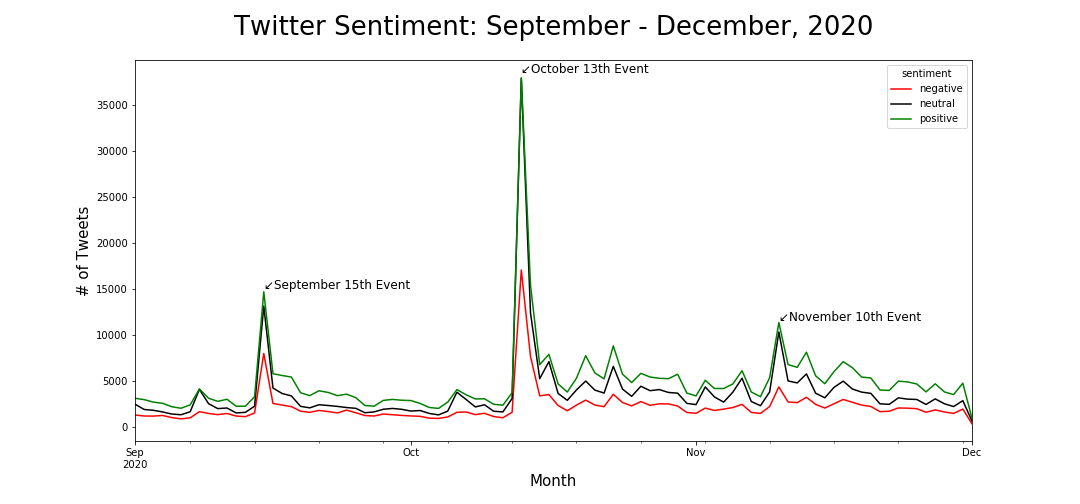 Twitter Sentiment: September - December, 2020
↙October 13th Event
sentiment
negative
neutral
positive
35000
30000
25000
20000
15000
10000
5000
0
# of Tweets
↙September 15th Event
↙November 10th Event
Sep
2020
Oct
Nov
Dec
Month